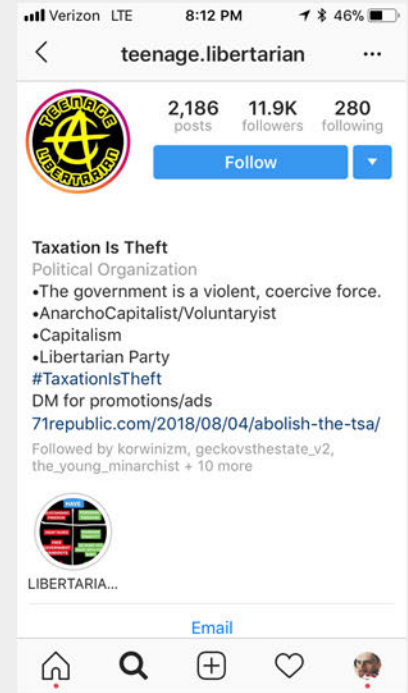 Verizon LTE 8:12 PM 46%
teenage.libertarian
TEENAGE
LIBERTARIAN
2,186 11.9K 280
posts followers following
Follow
Taxation Is Theft
Political Organization
•The government is a violent, coercive force.
•AnarchoCapitalist/Voluntaryist
•Capitalism
•Libertarian Party
#TaxationIsTheft
DM for promotions/ads
71republic.com/2018/08/04/abolish-the-tsa/
Followed by korwinizm, geckovsthestate_v2,
the_young_minarchist + 10 more
HAVE
LIBERTARIA...
Email